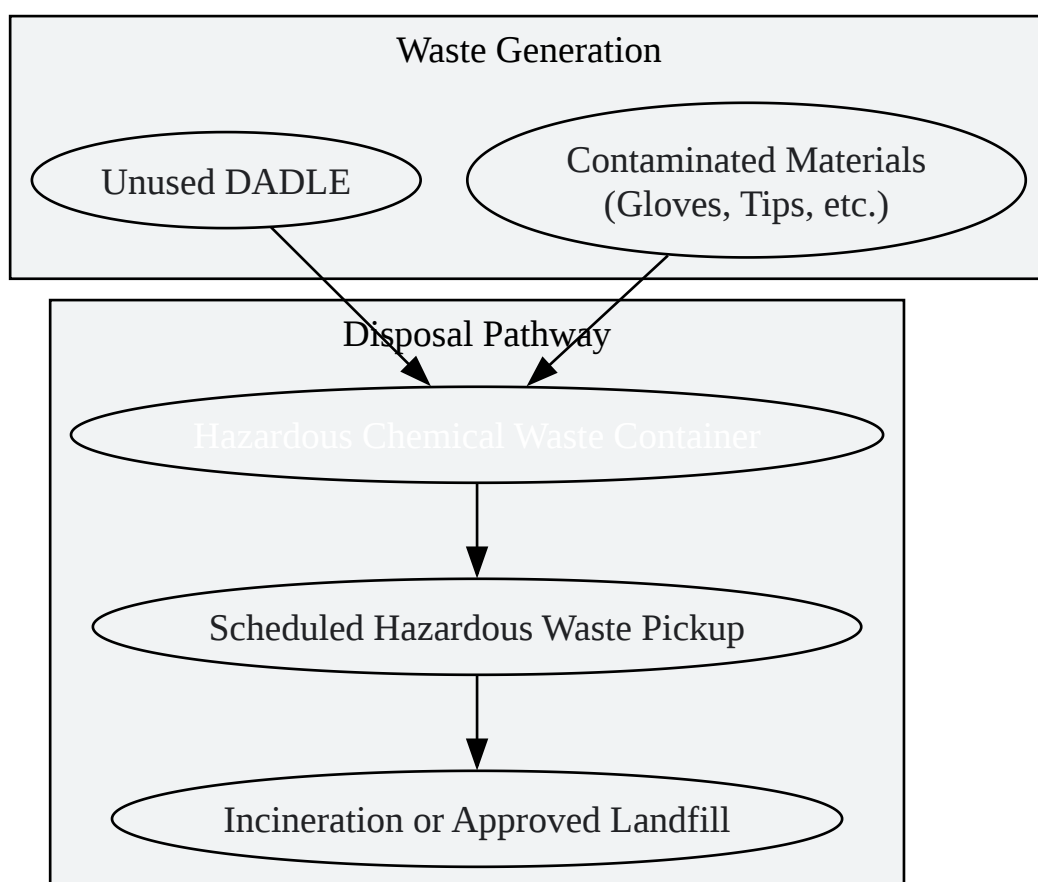 Waste Generation
Unused DADLE
Contaminated Materials
(Gloves, Tips, etc.)
Disposal Pathway
Hazardous Chemical Waste Container
Scheduled Hazardous Waste Pickup
Incineration or Approved Landfill